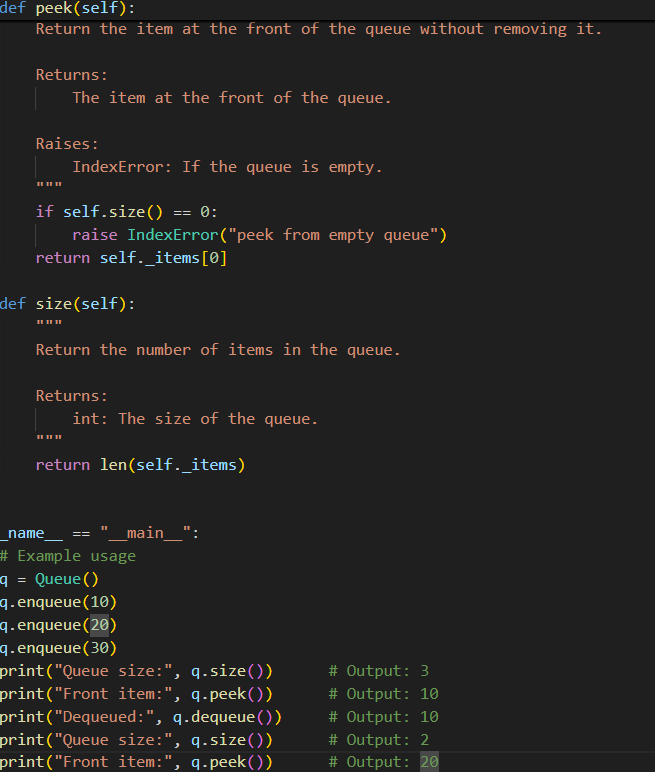 def peek(self):
    Return the item at the front of the queue without removing it.

    Returns:
        The item at the front of the queue.

    Raises:
        IndexError: If the queue is empty.
    """
    if self.size() == 0:
        raise IndexError("peek from empty queue")
    return self._items[0]

def size(self):
    """
    Return the number of items in the queue.

    Returns:
        int: The size of the queue.
    """
    return len(self._items)


_name__ == "__main__":
# Example usage
q = Queue()
q.enqueue(10)
q.enqueue(20)
q.enqueue(30)
print("Queue size:", q.size())      # Output: 3
print("Front item:", q.peek())      # Output: 10
print("Dequeued:", q.dequeue())     # Output: 10
print("Queue size:", q.size())      # Output: 2
print("Front item:", q.peek())      # Output: 20